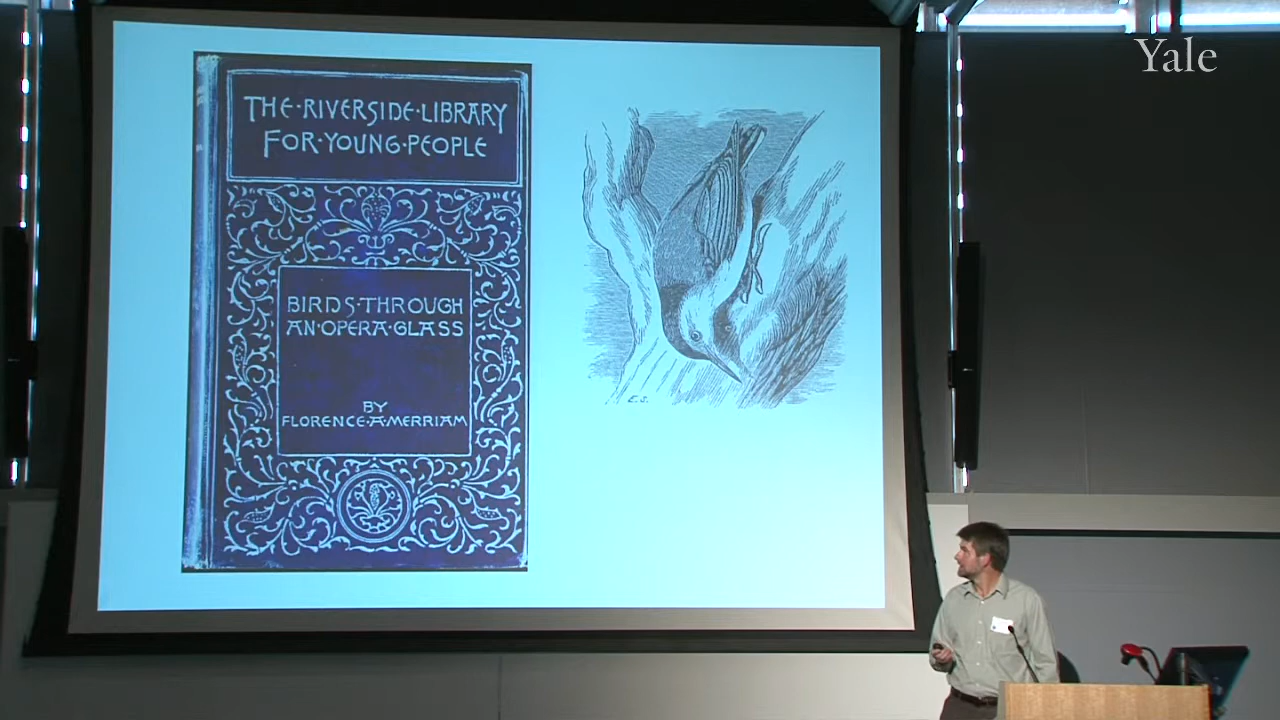 THE·RIVERSIDE·LIBRARY
FOR·YOUNG·PEOPLE
BIRDS·THROUGH
AN·OPERA·GLASS
BY
FLORENCE·A·MERRIAM
E.S.
Yale